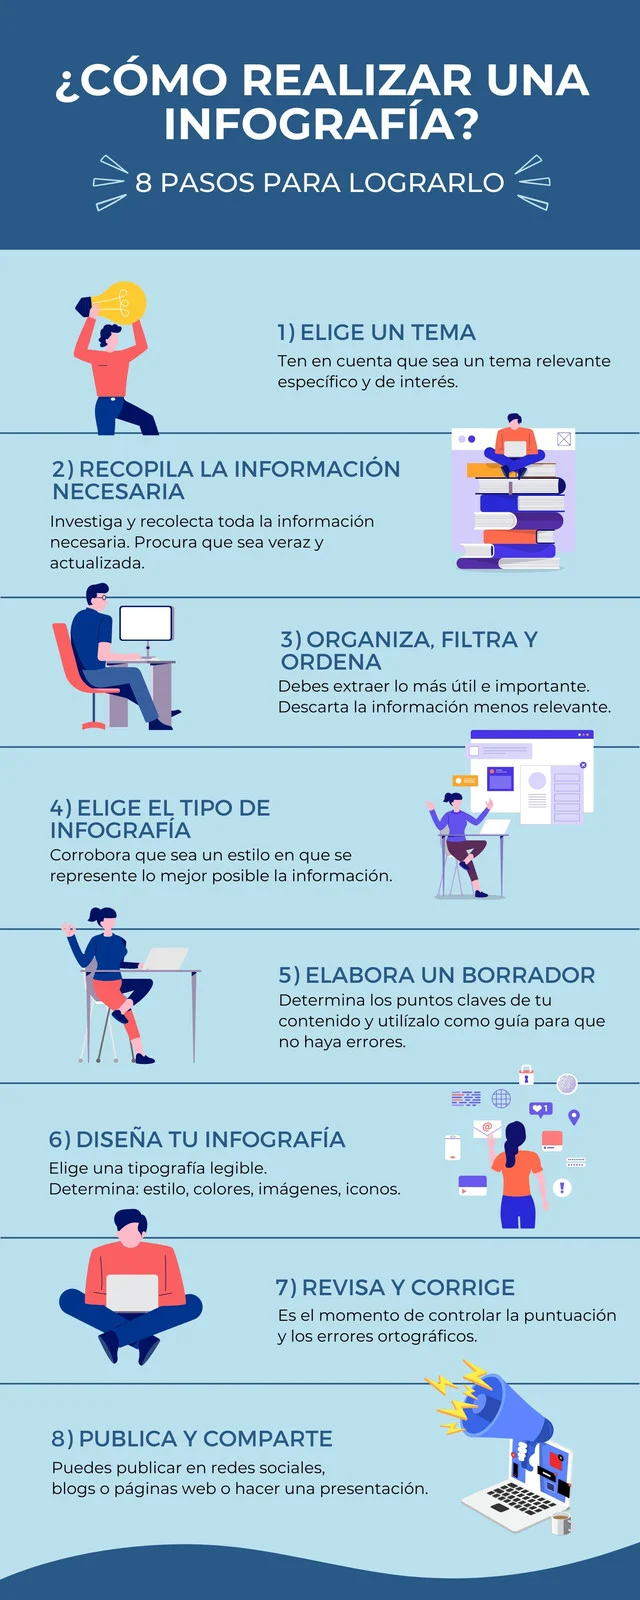 ¿CÓMO REALIZAR UNA
INFOGRAFÍA?
8 PASOS PARA LOGRARLO
1) ELIGE UN TEMA
Ten en cuenta que sea un tema relevante
específico y de interés.
2) RECOPILA LA INFORMACIÓN
NECESARIA
Investiga y recolecta toda la información
necesaria. Procura que sea veraz y
actualizada.
3) ORGANIZA, FILTRA Y
ORDENA
Debes extraer lo más útil e importante.
Descarta la información menos relevante.
4) ELIGE EL TIPO DE
INFOGRAFÍA
Corrobora que sea un estilo en que se
represente lo mejor posible la información.
5) ELABORA UN BORRADOR
Determina los puntos claves de tu
contenido y utilízalo como guía para que
no haya errores.
6) DISEÑA TU INFOGRAFÍA
Elige una tipografía legible.
Determina: estilo, colores, imágenes, iconos.
1
@
!
7) REVISA Y CORRIGE
Es el momento de controlar la puntuación
y los errores ortográficos.
8) PUBLICA Y COMPARTE
Puedes publicar en redes sociales,
blogs o páginas web o hacer una presentación.